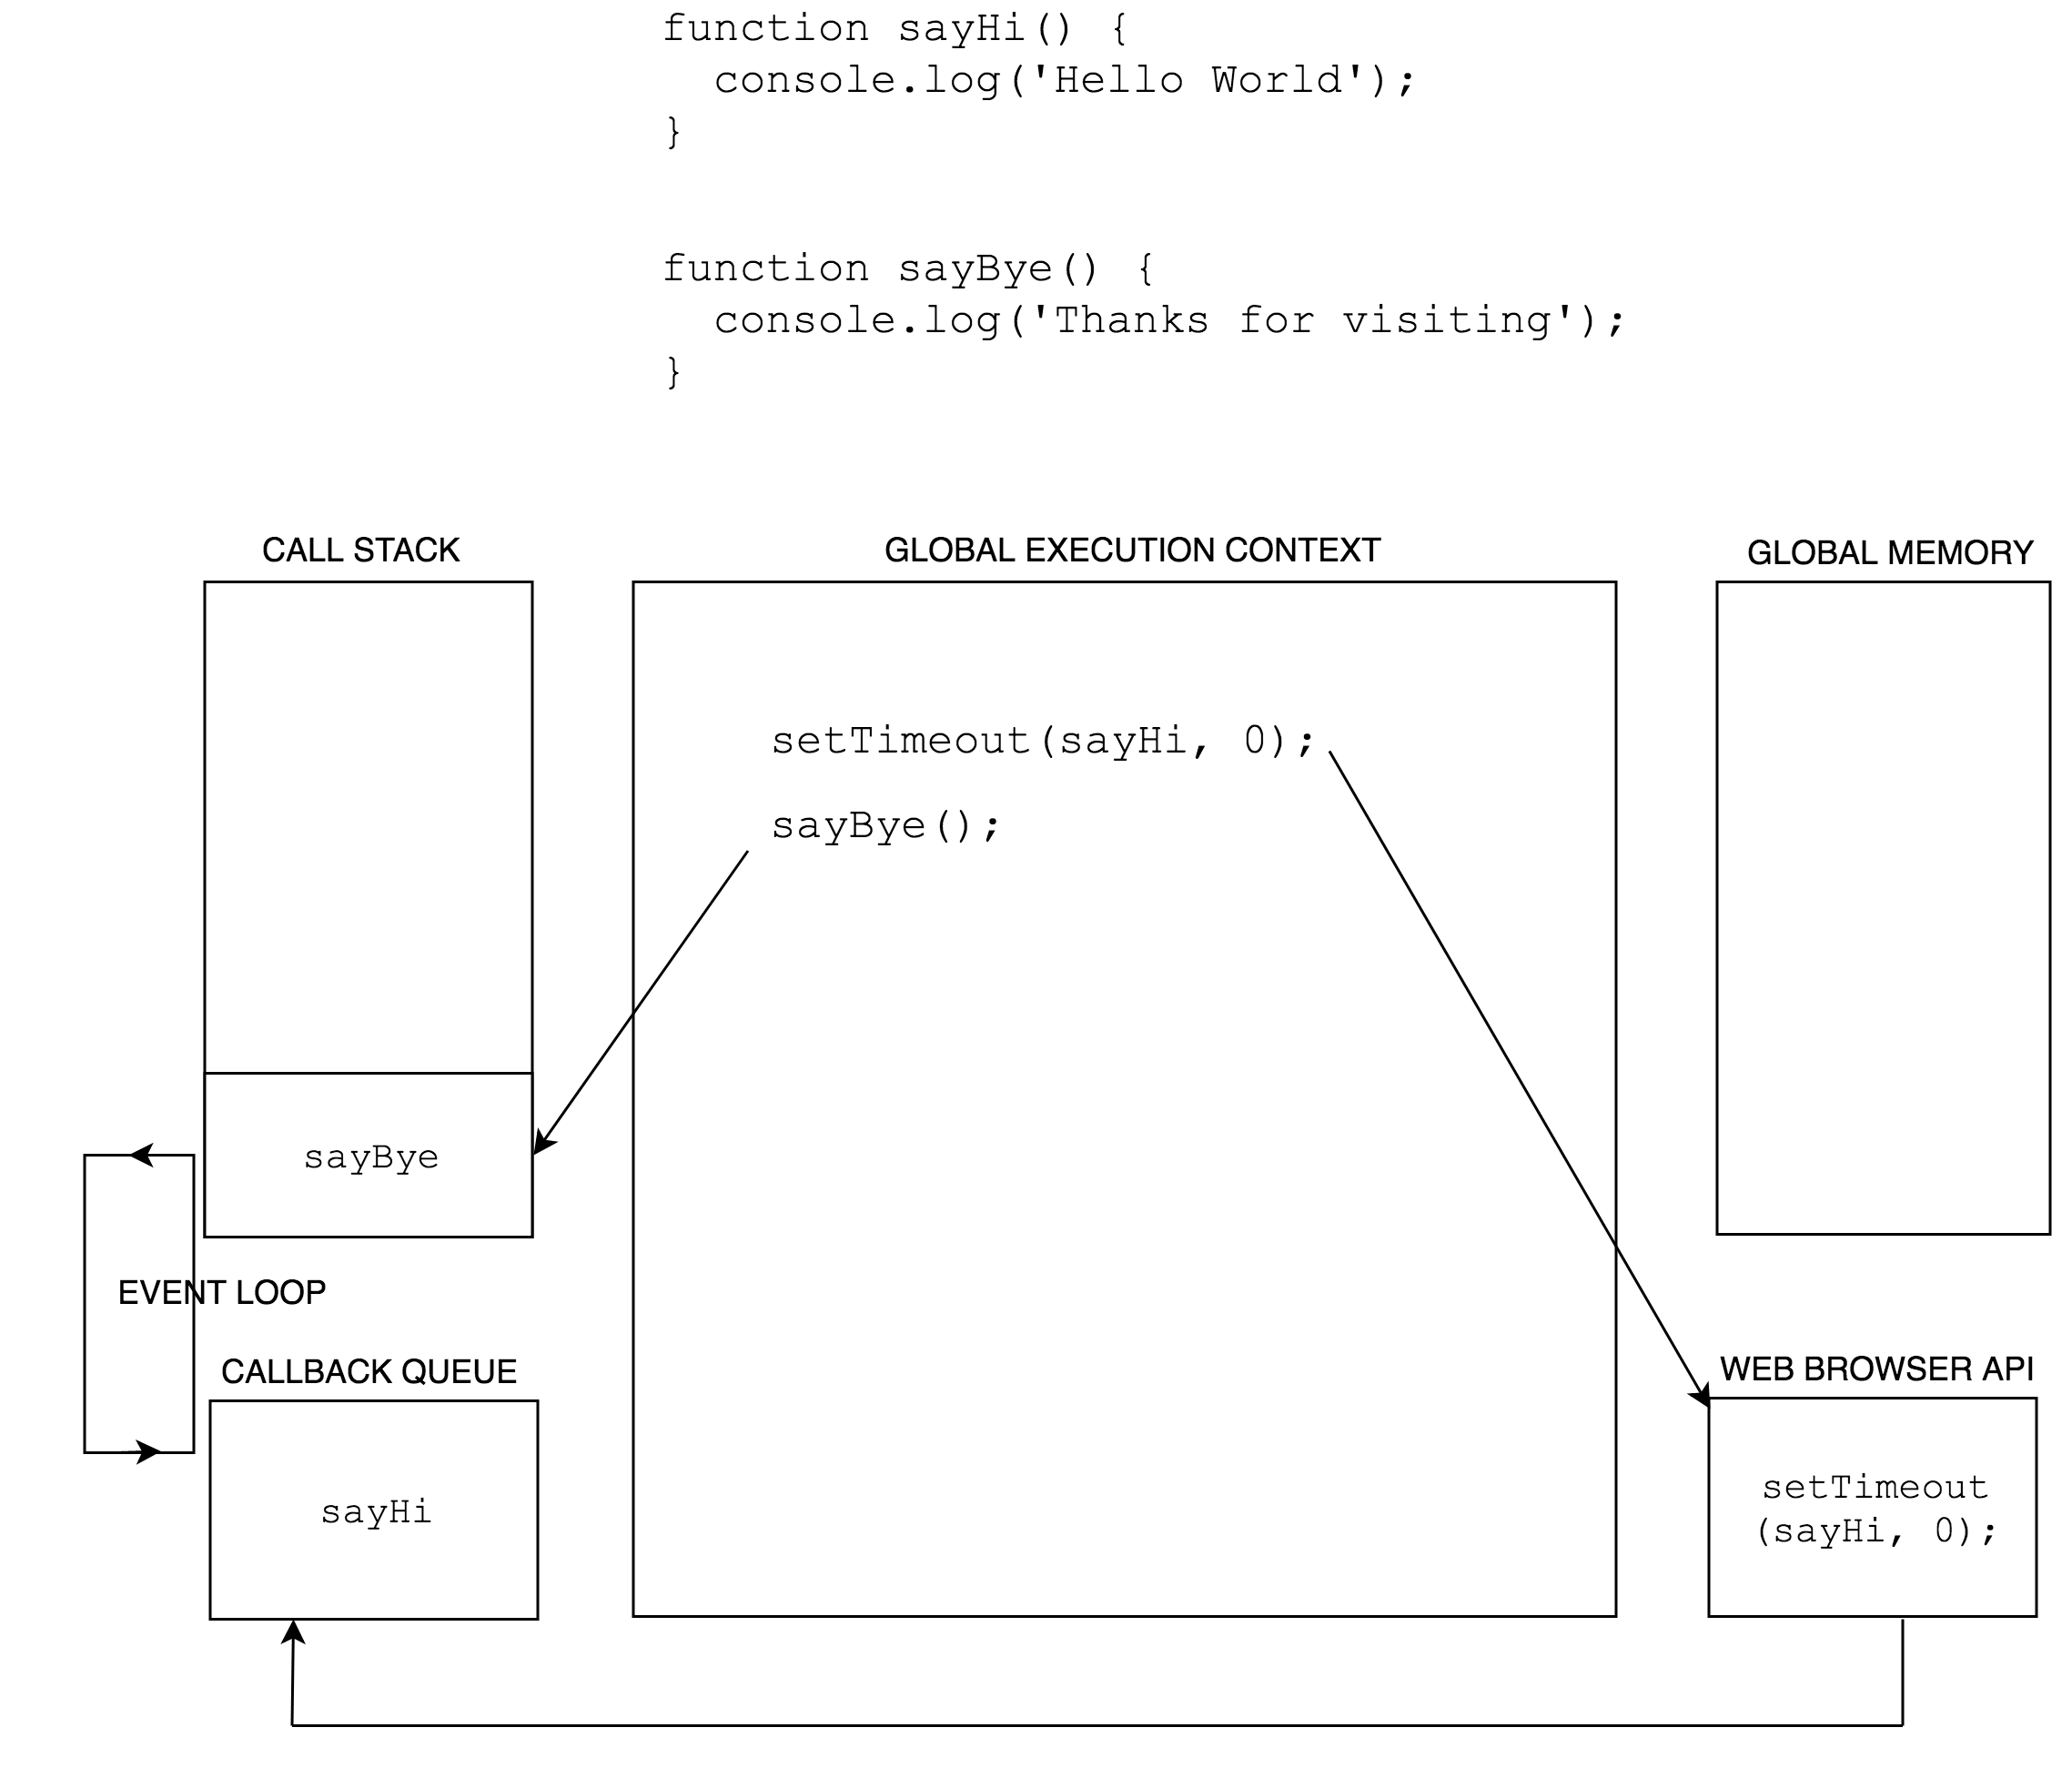 function sayHi() {
  console.log('Hello World');
}
function sayBye() {
  console.log('Thanks for visiting');
}
CALL STACK
GLOBAL EXECUTION CONTEXT
GLOBAL MEMORY
setTimeout(sayHi, 0);
sayBye();
sayBye
EVENT LOOP
CALLBACK QUEUE
WEB BROWSER API
sayHi
setTimeout
(sayHi, 0);